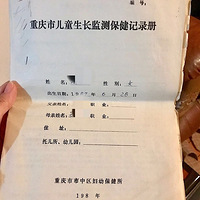 编号：
重庆市儿童生长监测保健记录册
姓名： 性别： 女
出生日期： 19 年 6 月 26 日
父亲姓名： 职业：
母亲姓名： 职业：
住址：
托儿所、幼儿园：
重庆市市中区妇幼保健所
198 年